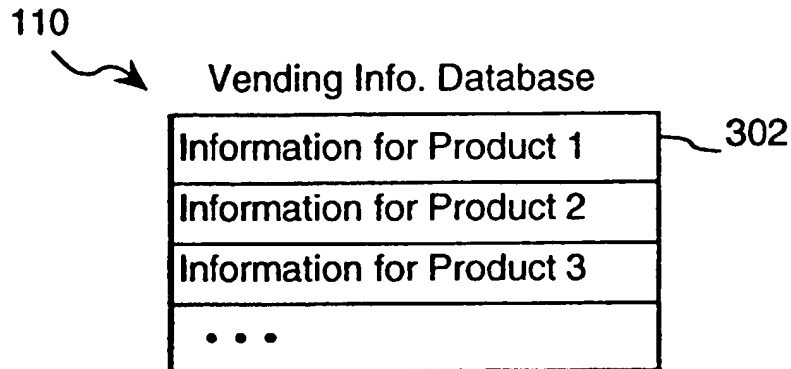 110
Vending Info. Database
Information for Product 1
302
Information for Product 2
Information for Product 3
• • •